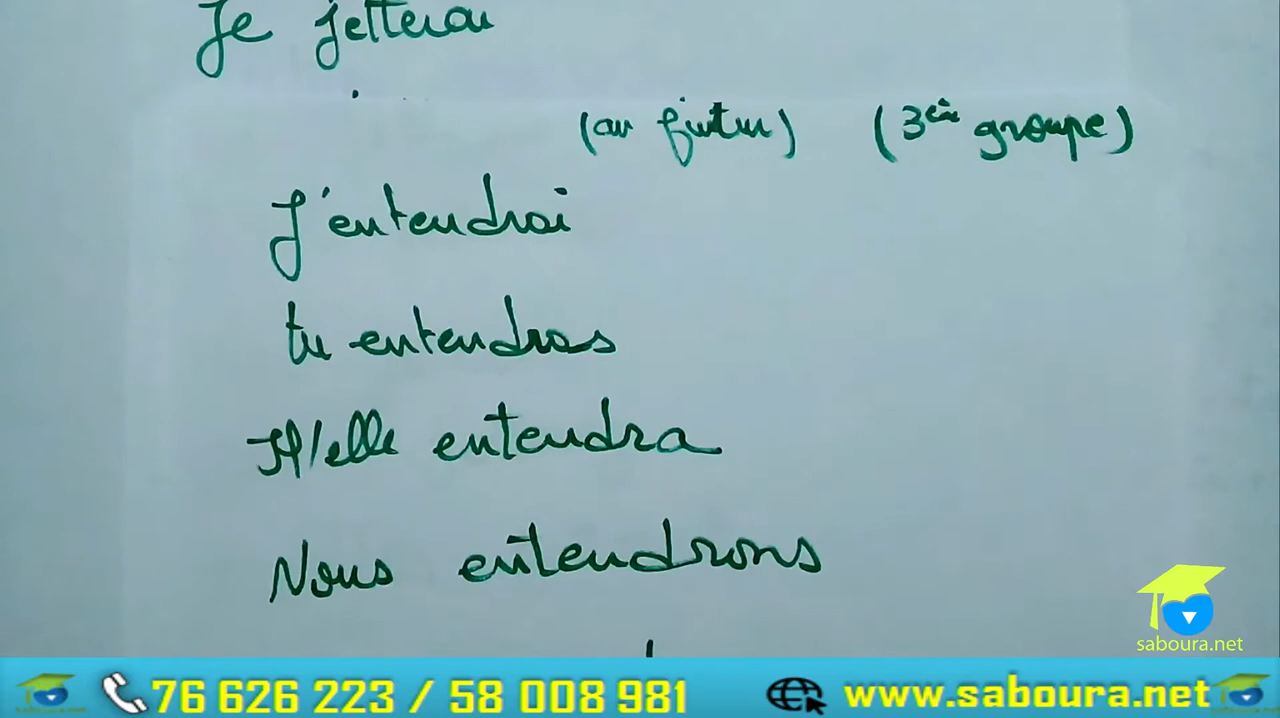 Je jetterai
(au futur) (3ème groupe)
J'entendrai
tu entendras
Il/elle entendra
Nous entendrons
saboura.net
76 626 223 / 58 008 981
www.saboura.net